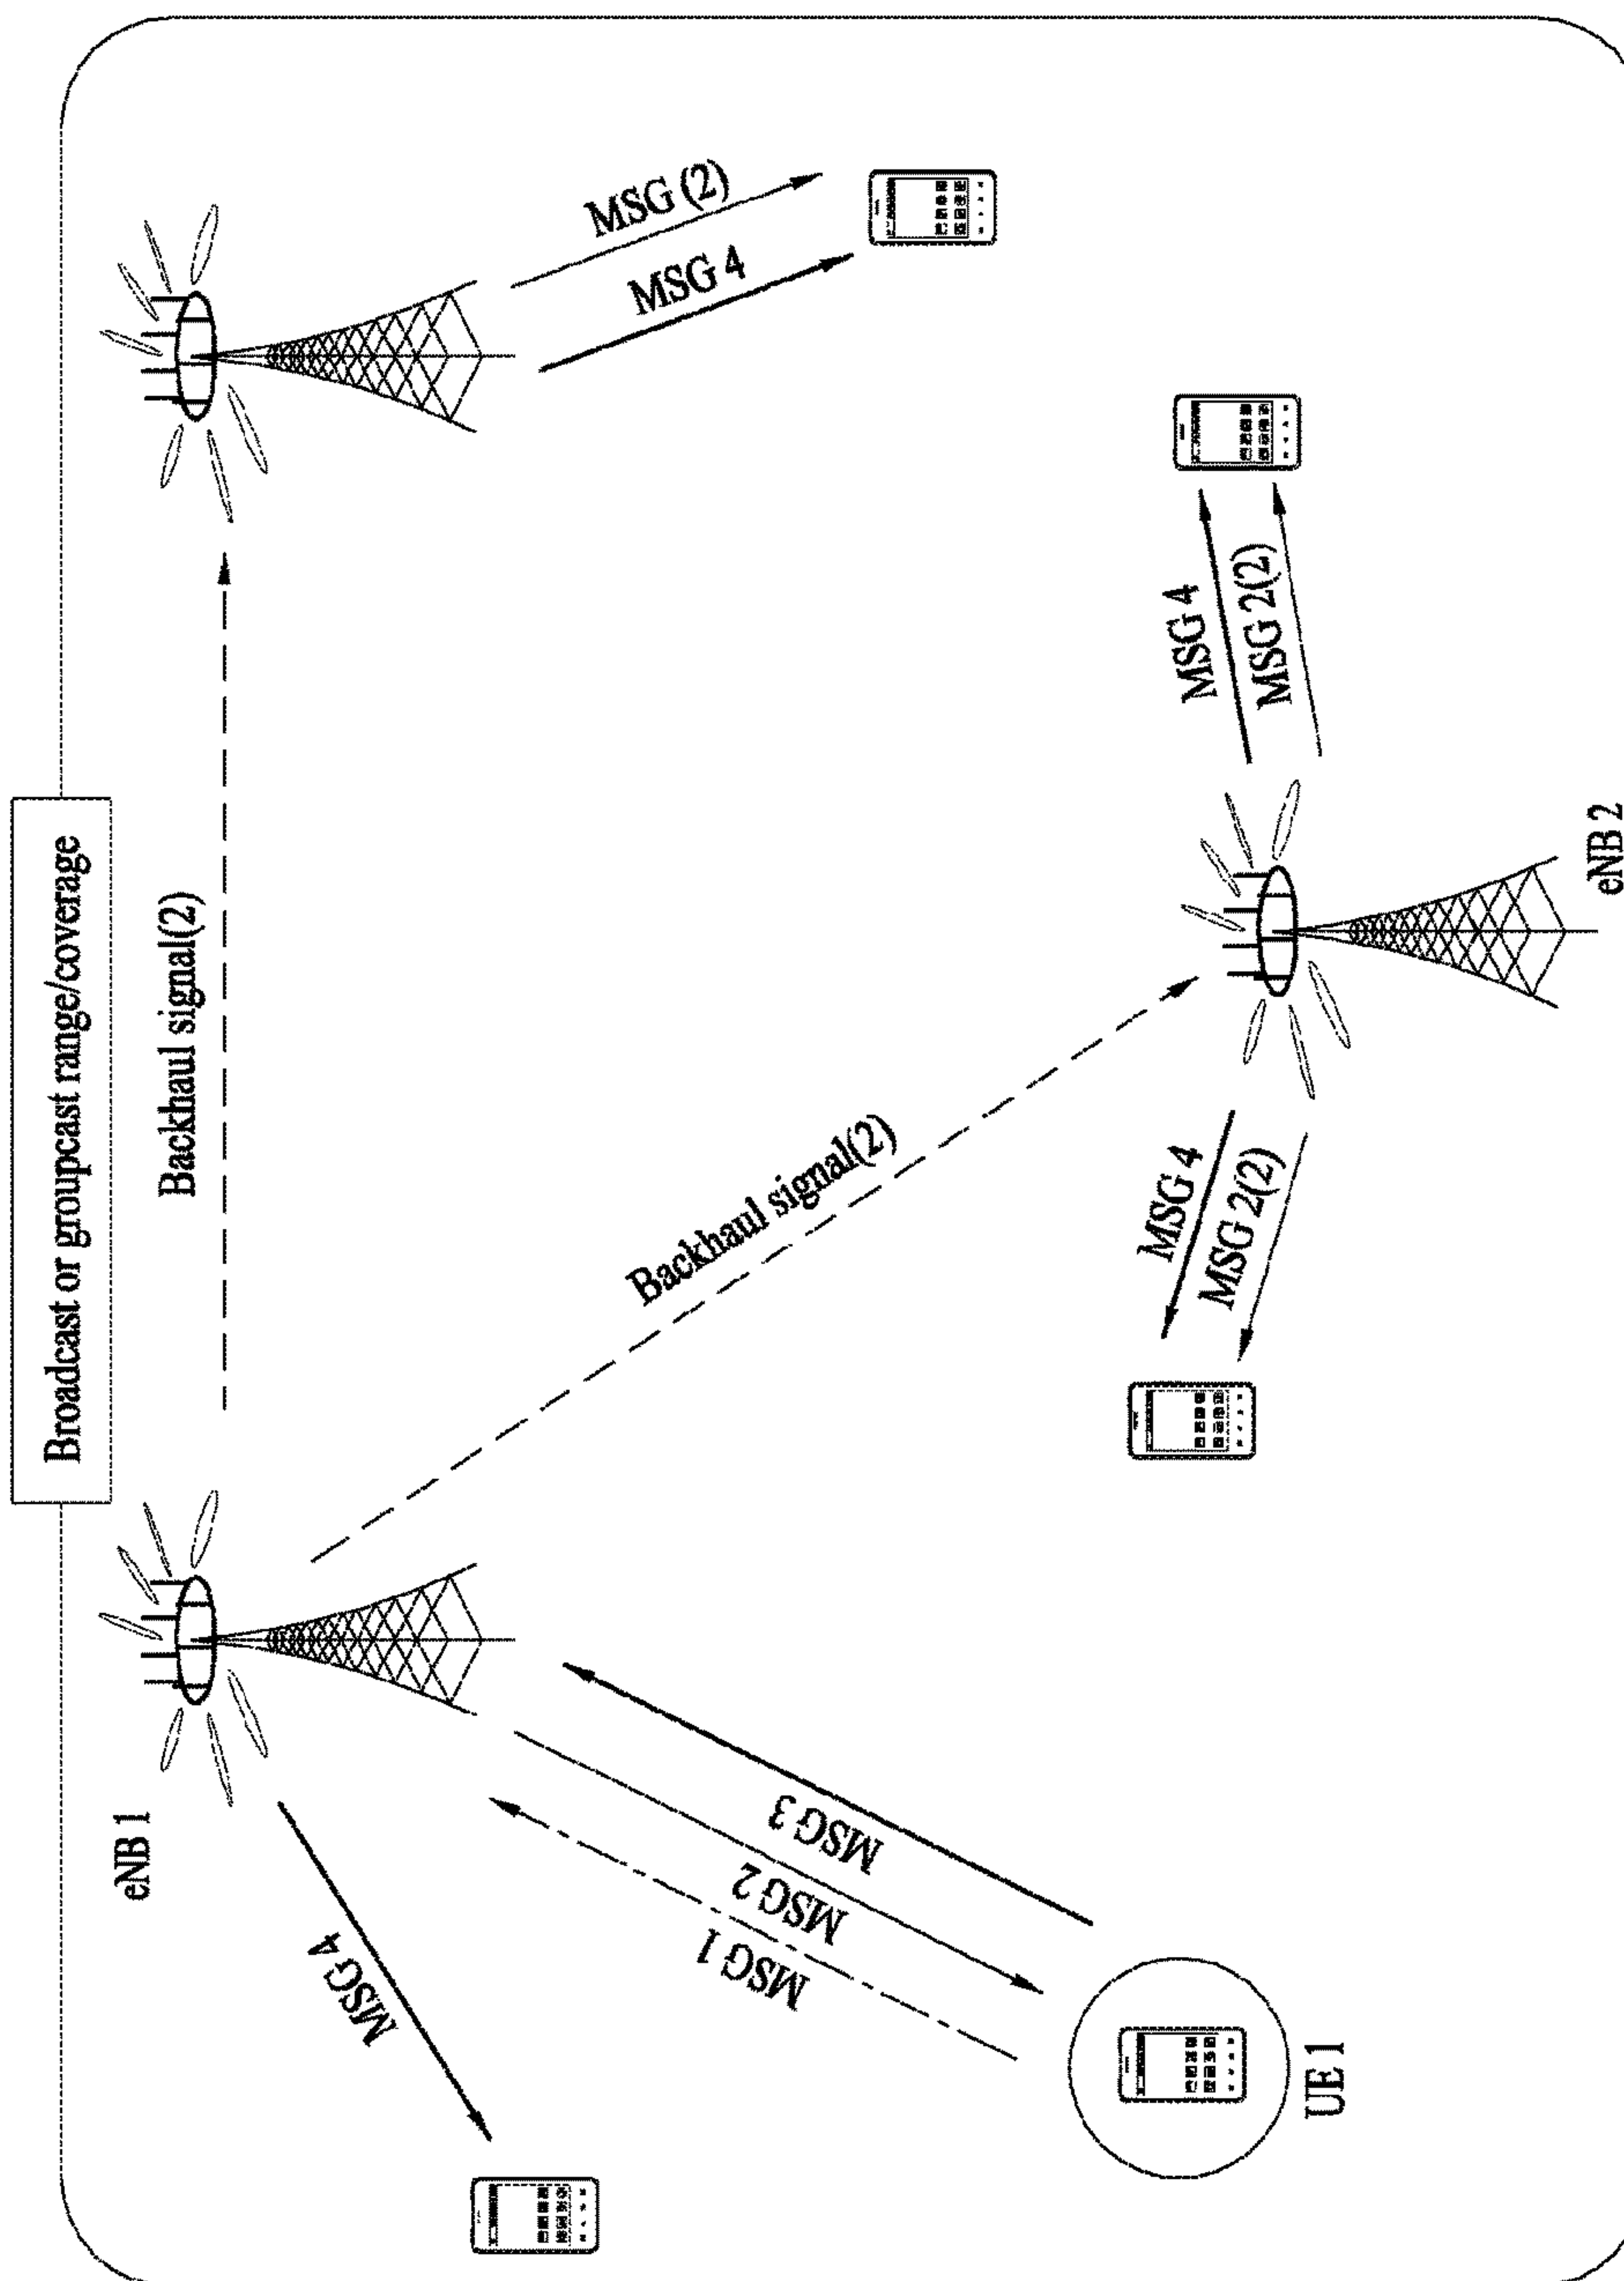 Broadcast or groupcast range/coverage
eNB 1
Backhaul signal(2)
MSG 4
MSG (2)
MSG 4
Backhaul signal(2)
MSG 1
MSG 2
MSG 3
MSG 4
MSG 2(2)
MSG 4
MSG 2(2)
UE 1
eNB 2